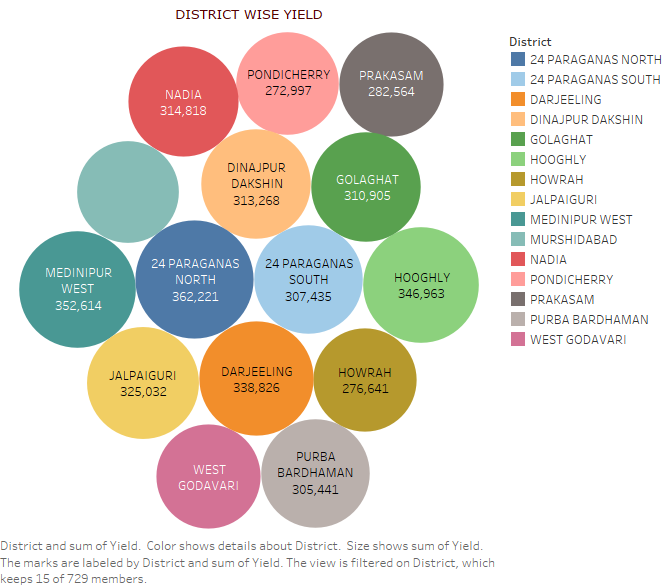 DISTRICT WISE YIELD
NADIA
314,818
PONDICHERRY
272,997
PRAKASAM
282,564
DINAJPUR
DAKSHIN
313,268
GOLAGHAT
310,905
MEDINIPUR
WEST
352,614
24 PARAGANAS
NORTH
362,221
24 PARAGANAS
SOUTH
307,435
HOOGHLY
346,963
JALPAIGURI
325,032
DARJEELING
338,826
HOWRAH
276,641
WEST
GODAVARI
PURBA
BARDHAMAN
305,441
District
24 PARAGANAS NORTH
24 PARAGANAS SOUTH
DARJEELING
DINAJPUR DAKSHIN
GOLAGHAT
HOOGHLY
HOWRAH
JALPAIGURI
MEDINIPUR WEST
MURSHIDABAD
NADIA
PONDICHERRY
PRAKASAM
PURBA BARDHAMAN
WEST GODAVARI
District and sum of Yield. Color shows details about District. Size shows sum of Yield.
The marks are labeled by District and sum of Yield. The view is filtered on District, which
keeps 15 of 729 members.